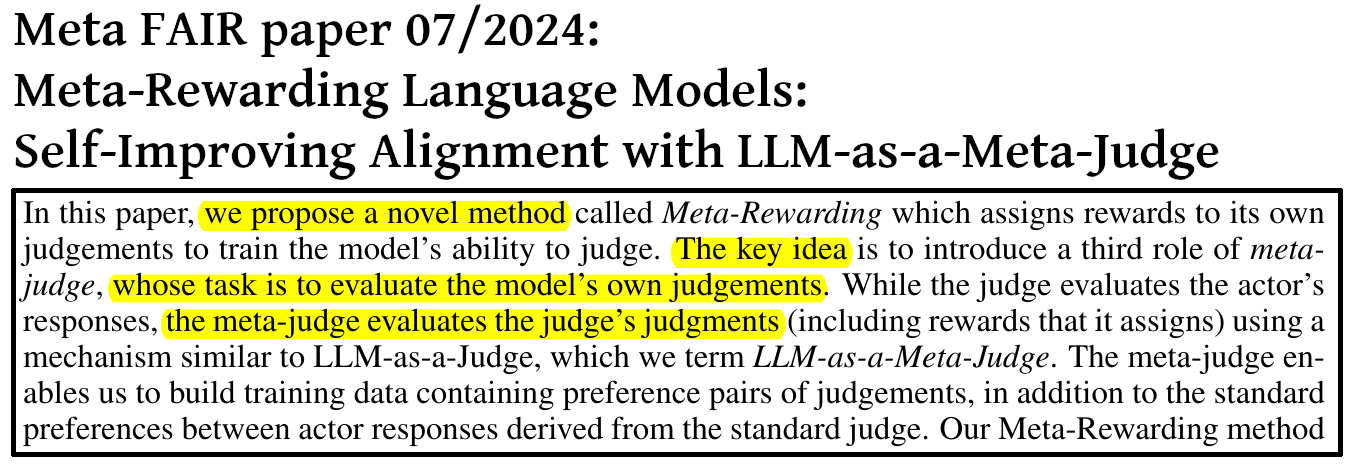 Meta FAIR paper 07/2024:
Meta-Rewarding Language Models:
Self-Improving Alignment with LLM-as-a-Meta-Judge
In this paper, we propose a novel method called Meta-Rewarding which assigns rewards to its own
judgements to train the model's ability to judge. The key idea is to introduce a third role of meta-
judge, whose task is to evaluate the model's own judgements. While the judge evaluates the actor's
responses, the meta-judge evaluates the judge's judgments (including rewards that it assigns) using a
mechanism similar to LLM-as-a-Judge, which we term LLM-as-a-Meta-Judge. The meta-judge en-
ables us to build training data containing preference pairs of judgements, in addition to the standard
preferences between actor responses derived from the standard judge. Our Meta-Rewarding method